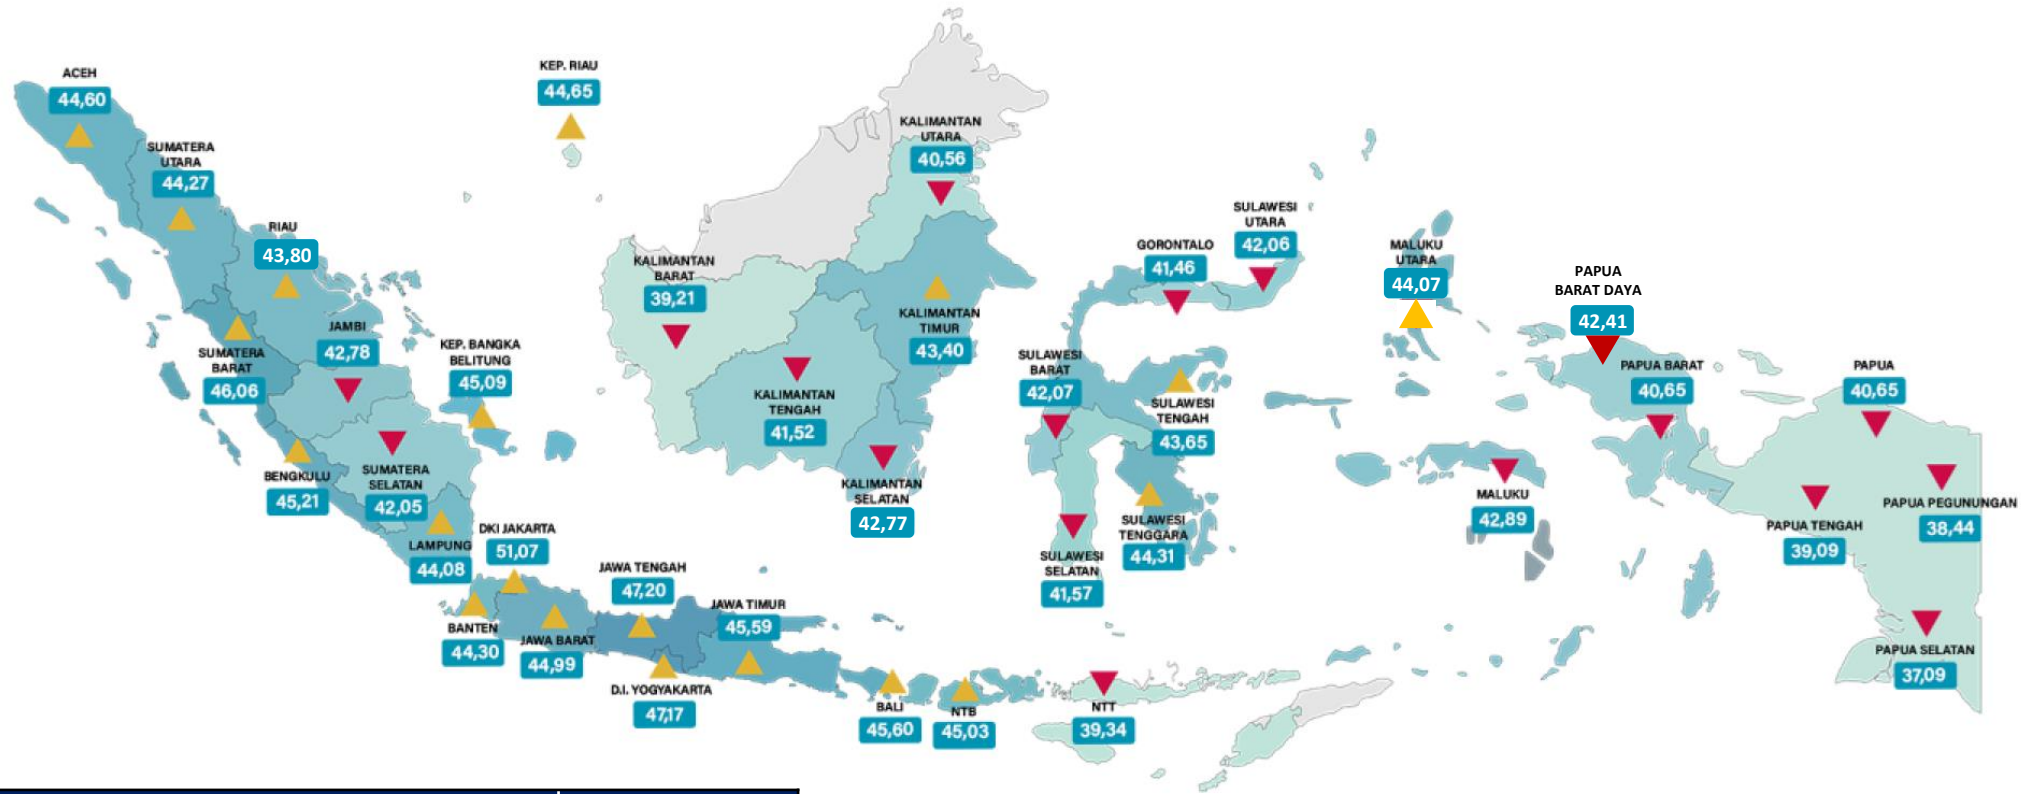 ACEH
44,60
SUMATERA
UTARA
44,27
RIAU
43,80
SUMATERA
BARAT
46,06
JAMBI
42,78
KEP. BANGKA
BELITUNG
45,09
BENGKULU
45,21
SUMATERA
SELATAN
42,05
LAMPUNG
44,08
KEP. RIAU
44,65
DKI JAKARTA
51,07
BANTEN
44,30
JAWA BARAT
44,99
JAWA TENGAH
47,20
D.I. YOGYAKARTA
47,17
JAWA TIMUR
45,59
BALI
45,60
NTB
45,03
NTT
39,34
KALIMANTAN
UTARA
40,56
KALIMANTAN
BARAT
39,21
KALIMANTAN
TIMUR
43,40
KALIMANTAN
TENGAH
41,52
KALIMANTAN
SELATAN
42,77
SULAWESI
UTARA
42,06
GORONTALO
41,46
SULAWESI
BARAT
42,07
SULAWESI
TENGAH
43,65
SULAWESI
TENGGARA
44,31
SULAWESI
SELATAN
41,57
MALUKU
UTARA
44,07
MALUKU
42,89
PAPUA
BARAT DAYA
42,41
PAPUA BARAT
40,65
PAPUA
40,65
PAPUA TENGAH
39,09
PAPUA PEGUNUNGAN
38,44
PAPUA SELATAN
37,09